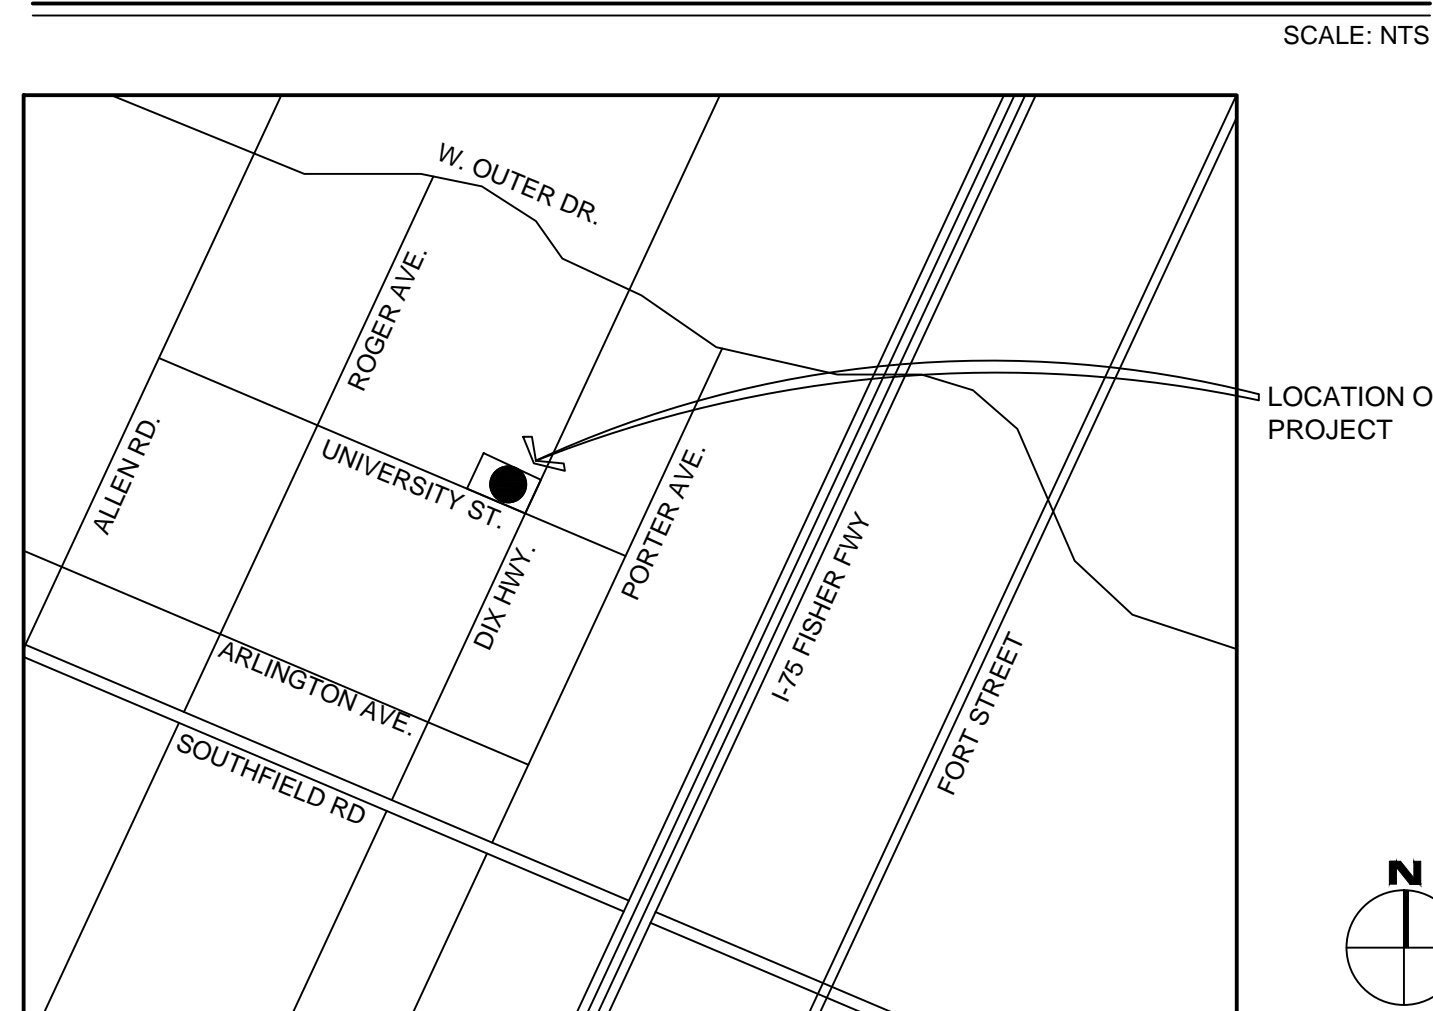 SCALE: NTS
W. OUTER DR.
ROGER AVE.
LOCATION O
PROJECT
ALLEN RD.
UNIVERSITY ST.
PORTER AVE.
DIX HWY.
I-75 FISHER FWY
ARLINGTON AVE.
FORT STREET
SOUTHFIELD RD
N